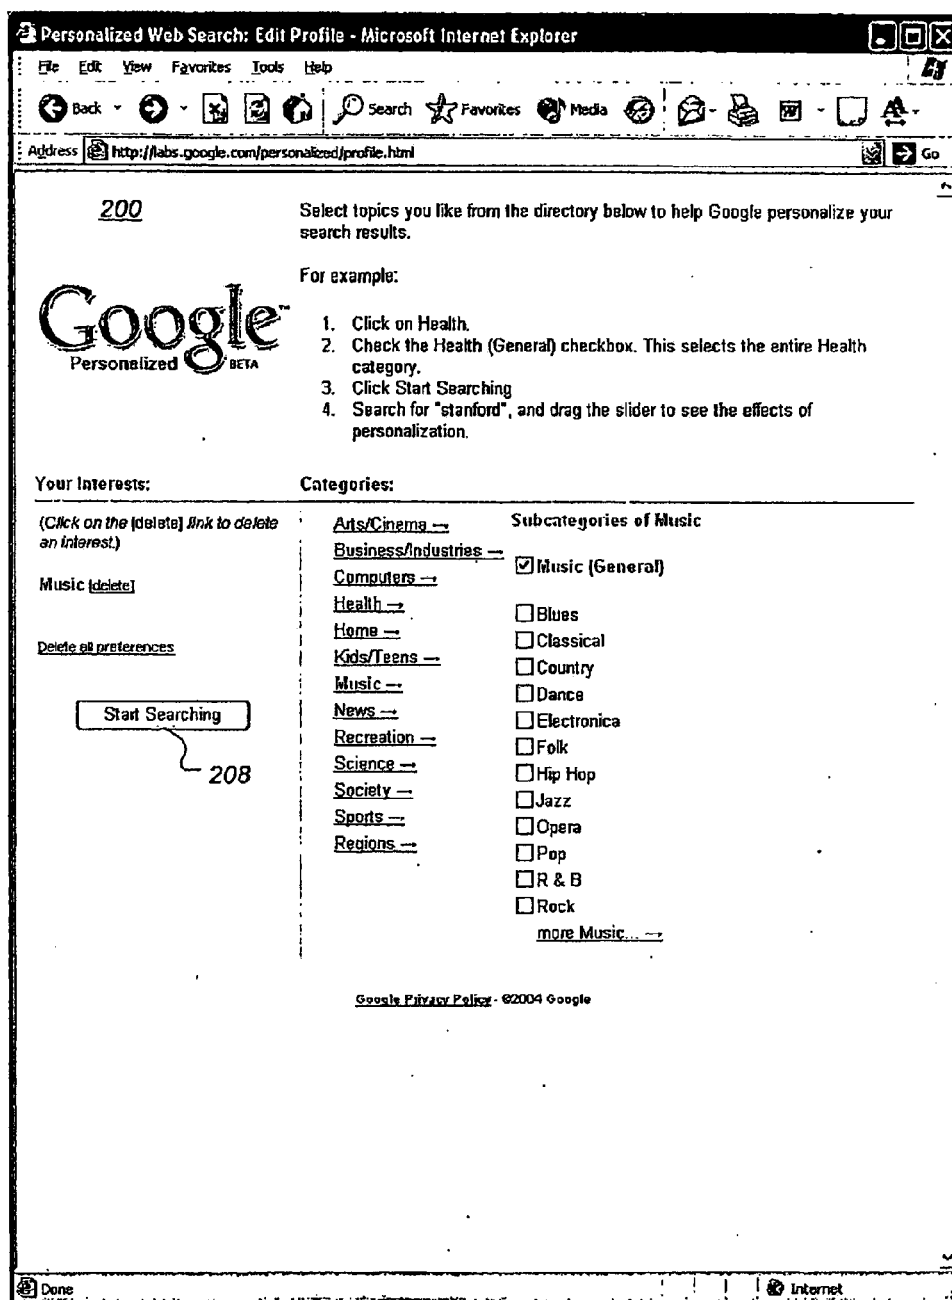 Personalized Web Search: Edit Profile - Microsoft Internet Explorer
File Edit View Favorites Tools Help
Back Search Favorites Media
Address http://labs.google.com/personalized/profile.html Go
200
Select topics you like from the directory below to help Google personalize your
search results.
For example:
Google™
Personalized BETA
1. Click on Health.
2. Check the Health (General) checkbox. This selects the entire Health
category.
3. Click Start Searching
4. Search for "stanford", and drag the slider to see the effects of
personalization.
Your Interests:
(Click on the [delete] link to delete
an interest.)
Music [delete]
Delete all preferences
Start Searching
208
Categories:
Arts/Cinema →
Business/Industries →
Computers →
Health →
Home →
Kids/Teens →
Music →
News →
Recreation →
Science →
Society →
Sports →
Regions →
Subcategories of Music
Music (General)
Blues
Classical
Country
Dance
Electronica
Folk
Hip Hop
Jazz
Opera
Pop
R & B
Rock
more Music... →
Google Privacy Policy - ©2004 Google
Done Internet